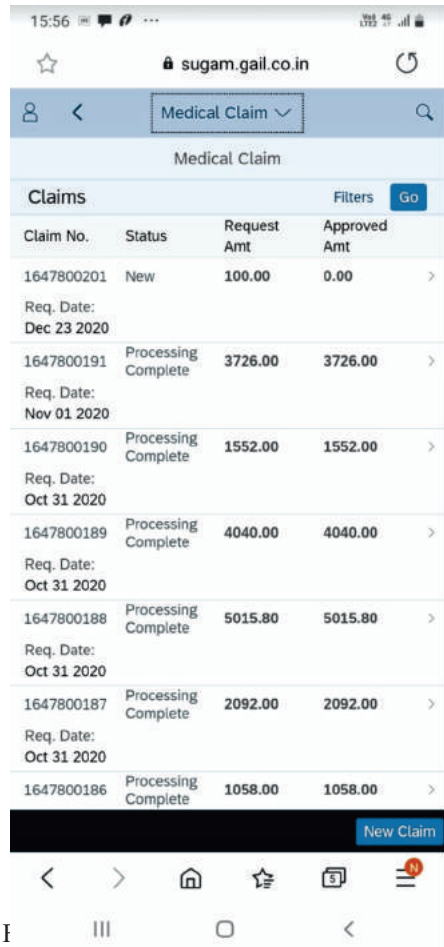 15:56
sugam.gail.co.in
Medical Claim
Medical Claim
Claims Filters Go
Claim No. Status Request Amt Approved Amt
1647800201 New 100.00 0.00
Req. Date:
Dec 23 2020
1647800191 Processing Complete 3726.00 3726.00
Req. Date:
Nov 01 2020
1647800190 Processing Complete 1552.00 1552.00
Req. Date:
Oct 31 2020
1647800189 Processing Complete 4040.00 4040.00
Req. Date:
Oct 31 2020
1647800188 Processing Complete 5015.80 5015.80
Req. Date:
Oct 31 2020
1647800187 Processing Complete 2092.00 2092.00
Req. Date:
Oct 31 2020
1647800186 Processing Complete 1058.00 1058.00
New Claim
5 N